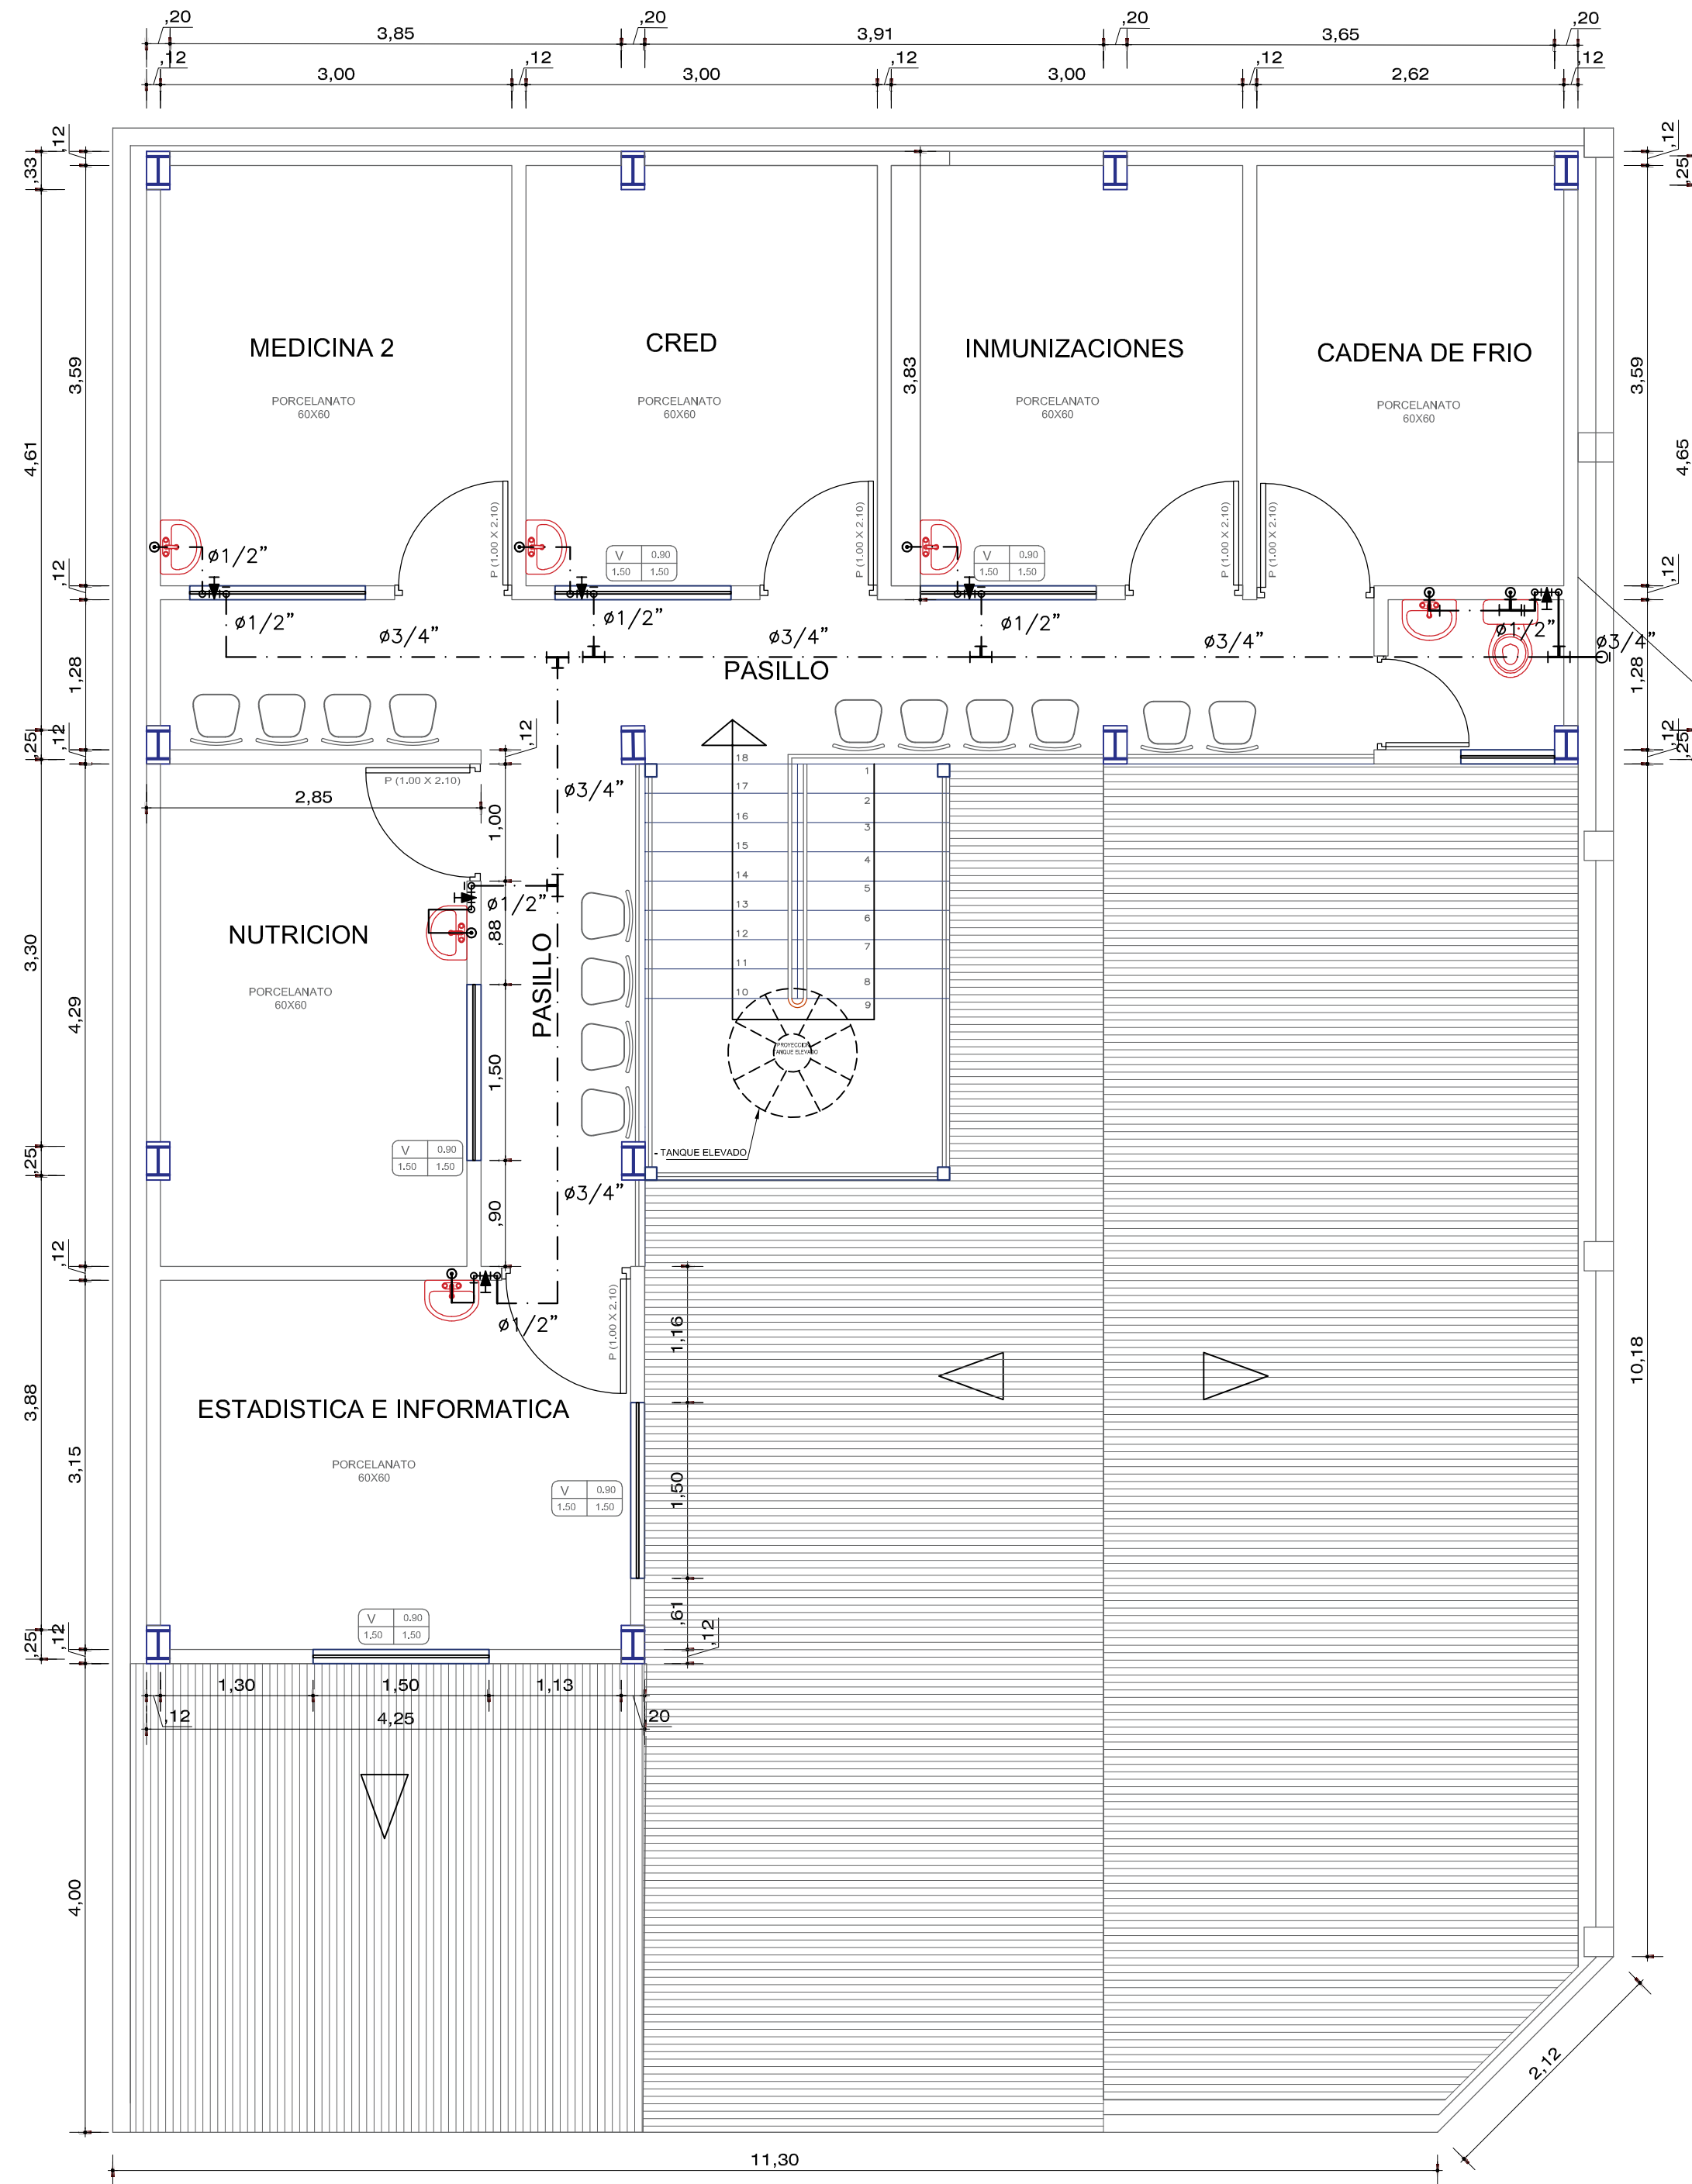 ,20
,20
,20
,20
3,85
3,91
3,65
,12
,12
,12
,12
,12
3,00
3,00
3,00
2,62
,12
,33
,12
,25
MEDICINA 2
CRED
INMUNIZACIONES
CADENA DE FRIO
3,59
3,83
3,59
PORCELANATO
60X60
PORCELANATO
60X60
PORCELANATO
60X60
PORCELANATO
60X60
4,61
4,65
P (1.00 X 2.10)
P (1.00 X 2.10)
P (1.00 X 2.10)
P (1.00 X 2.10)
ø1/2"
V 0.90
1.50 1.50
V 0.90
1.50 1.50
,12
,12
ø1/2"
ø1/2"
ø1/2"
ø1/2"
ø3/4"
ø3/4"
ø3/4"
ø3/4"
PASILLO
1,28
1,28
,25
,12
,12
,12
,25
P (1.00 X 2.10)
2,85
1,00
ø3/4"
18
17
16
15
14
13
12
11
10
1
2
3
4
5
6
7
8
9
ø1/2"
,88
NUTRICION
PASILLO
PORCELANATO
60X60
3,30
4,29
1,50
PROYECCION
TANQUE ELEVADO
TANQUE ELEVADO
V 0.90
1.50 1.50
,25
,90
ø3/4"
,12
ø1/2"
P (1.00 X 2.10)
1,16
10,18
ESTADISTICA E INFORMATICA
3,88
3,15
PORCELANATO
60X60
V 0.90
1.50 1.50
1,50
V 0.90
1.50 1.50
,61
,12
,25
,12
1,30
1,50
1,13
,12
4,25
,20
4,00
2,12
11,30